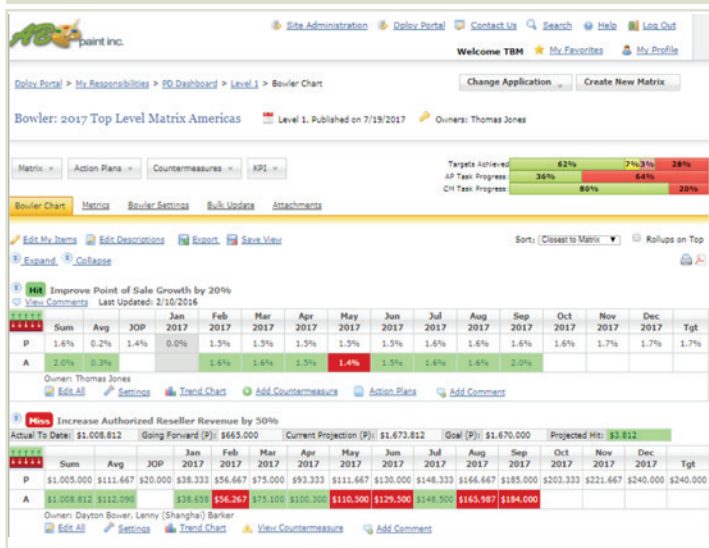 AB paint inc.
Site Administration Dploy Portal Contact Us Search Help Log Out
Welcome TBM My Favorites My Profile
Dploy Portal > My Responsibilities > PD Dashboard > Level 1 > Bowler Chart
Change Application Create New Matrix
Bowler: 2017 Top Level Matrix Americas Level 1, Published on 7/19/2017 Owners: Thomas Jones
Matrix Action Plans Countermeasures KPI
Targets Achieved 62% 7% 3% 28%
AP Task Progress: 36% 64%
CM Task Progress: 80% 20%
Bowler Chart Metrics Bowler Settings Bulk Update Attachments
Edit My Items Edit Descriptions Export Save View Sort: Closest to Matrix Rollups on Top
Expand Collapse
Hit Improve Point of Sale Growth by 20%
View Comments Last Updated: 2/10/2016
Sum Avg JOP Jan 2017 Feb 2017 Mar 2017 Apr 2017 May 2017 Jun 2017 Jul 2017 Aug 2017 Sep 2017 Oct 2017 Nov 2017 Dec 2017 Tgt
P 1.6% 0.2% 1.4% 0.0% 1.5% 1.5% 1.5% 1.5% 1.5% 1.6% 1.6% 1.6% 1.6% 1.7% 1.7% 1.7%
A 2.0% 0.3% 1.6% 1.6% 1.5% 1.4% 1.5% 1.6% 1.6% 2.0%
Owner: Thomas Jones
Edit All Settings Trend Chart Add Countermeasure Action Plans Add Comment
Miss Increase Authorized Reseller Revenue by 50%
Actual To Date: $1.008.812 Going Forward (P): $665.000 Current Projection (P): $1.673.812 Goal (P): $1.670.000 Projected Hit: $3.812
Sum Avg JOP Jan 2017 Feb 2017 Mar 2017 Apr 2017 May 2017 Jun 2017 Jul 2017 Aug 2017 Sep 2017 Oct 2017 Nov 2017 Dec 2017 Tgt
P $1.005.000 $111.667 $20.000 $38.333 $56.667 $75.000 $93.333 $111.667 $130.000 $148.333 $166.667 $185.000 $203.333 $221.667 $240.000 $240.000
A $1.008.812 $112.090 $38.658 $56.267 $75.100 $100.300 $110.500 $129.500 $148.500 $165.987 $184.000
Owner: Dayton Bower, Lenny (Shanghai) Barker
Edit All Settings Trend Chart View Countermeasure Add Comment